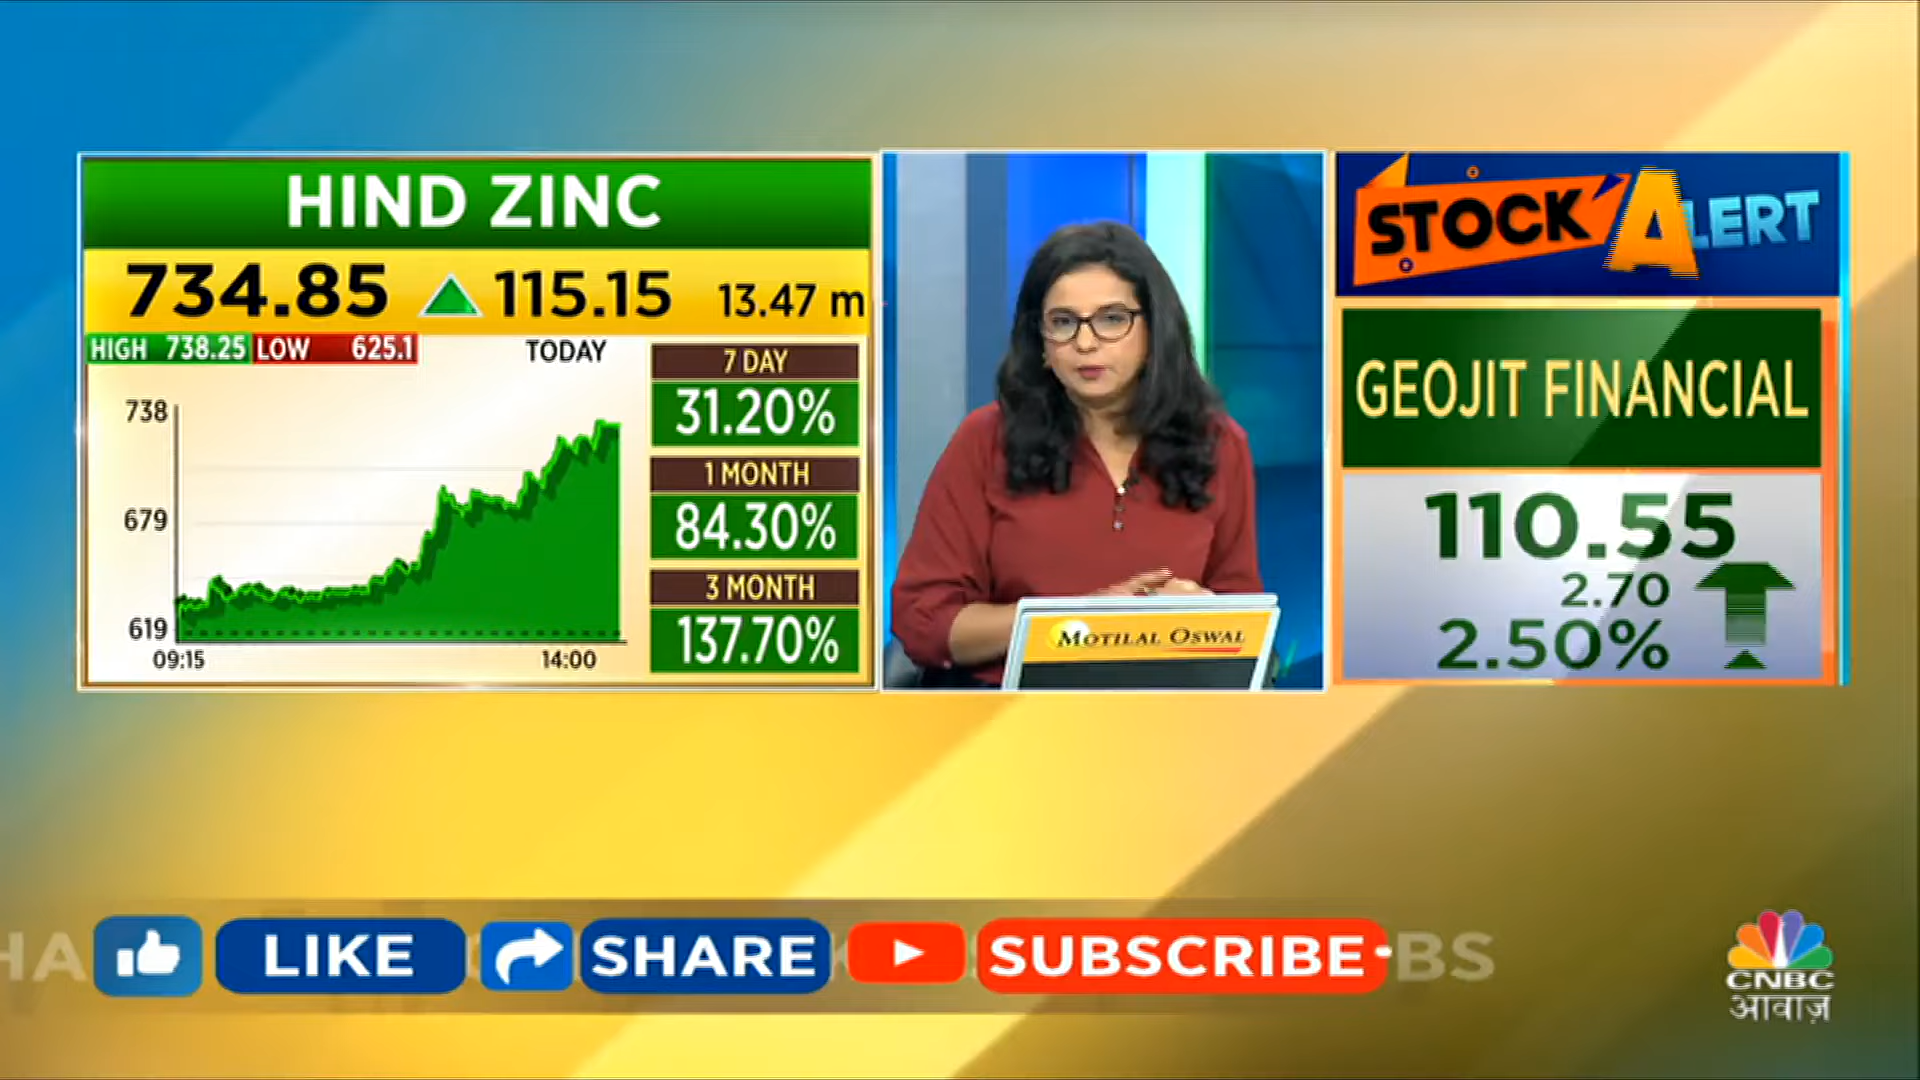 HIND ZINC
734.85 115.15 13.47 m
HIGH 738.25 LOW 625.1
TODAY
738
679
619
09:15 14:00
7 DAY
31.20%
1 MONTH
84.30%
3 MONTH
137.70%
MOTILAL OSWAL
STOCK ALERT
GEOJIT FINANCIAL
110.55
2.70
2.50%
LIKE SHARE SUBSCRIBE
CNBC
आवाज़